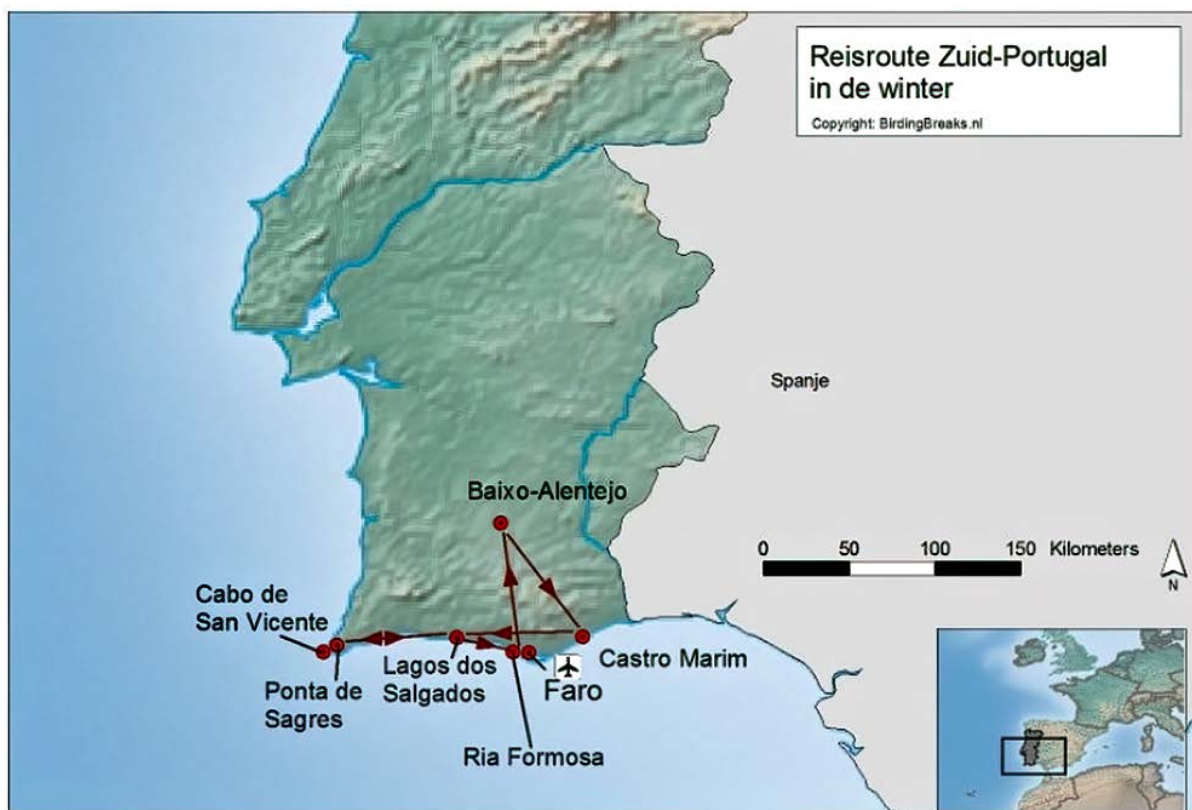 Reisroute Zuid-Portugal
in de winter
Copyright: BirdingBreaks.nl
Spanje
Baixo-Alentejo
0 50 100 150 Kilometers
N
Cabo de
San Vicente
Ponta de
Sagres
Lagos dos
Salgados
Ria Formosa
Faro
Castro Marim